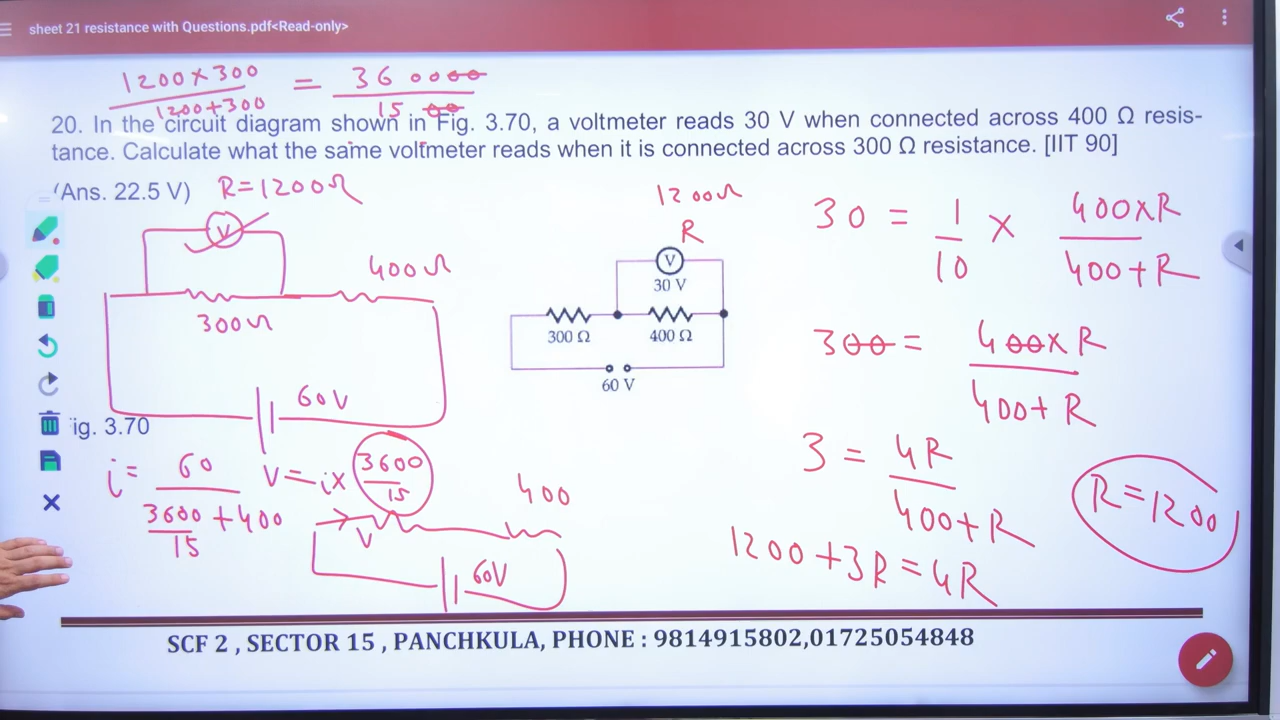 sheet 21 resistance with Questions.pdf<Read-only>
1200×300 / 1200+300 = 360000 / 1500
20. In the circuit diagram shown in Fig. 3.70, a voltmeter reads 30 V when connected across 400 Ω resis-
tance. Calculate what the same voltmeter reads when it is connected across 300 Ω resistance. [IIT 90]
(Ans. 22.5 V) R=1200Ω
V
400Ω
300Ω
60V
1200Ω
R
V
30 V
300 Ω 400 Ω
60 V
30 = 1/10 × 400×R / 400+R
300 = 400×R / 400+R
3 = 4R / 400+R
1200+3R=4R
R=1200
ig. 3.70
i= 60 / 3600/15 +400
V=i× 3600/15
400
V
60V
SCF 2 , SECTOR 15 , PANCHKULA, PHONE : 9814915802,01725054848